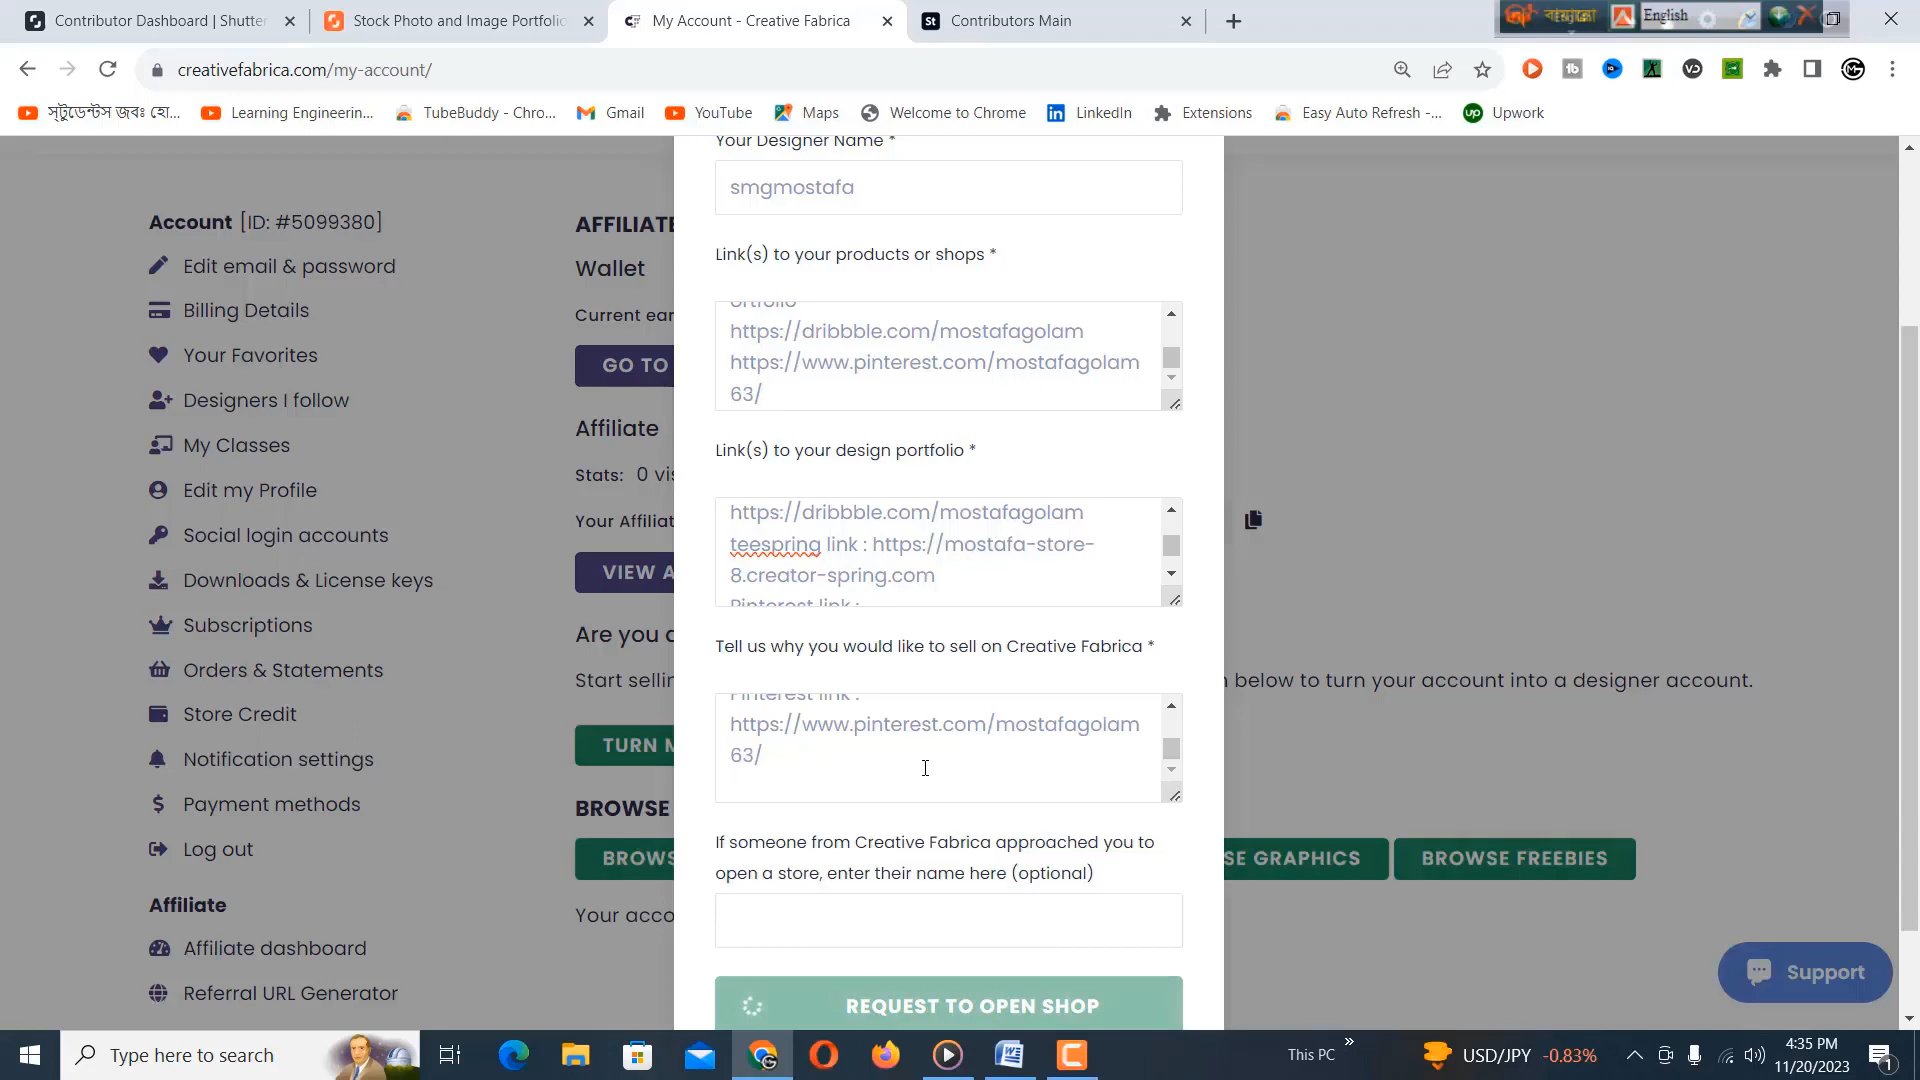 Contributor Dashboard | Shutter
Stock Photo and Image Portfolio
My Account - Creative Fabrica
St
Contributors Main
English
creativefabrica.com/my-account/
Learning Engineerin...
TubeBuddy - Chro...
Gmail
YouTube
Maps
Welcome to Chrome
LinkedIn
Extensions
Easy Auto Refresh -...
Upwork
Account [ID: #5099380]
Edit email & password
Billing Details
Your Favorites
Designers I follow
My Classes
Edit my Profile
Social login accounts
Downloads & License keys
Subscriptions
Orders & Statements
Store Credit
Notification settings
Payment methods
Log out
Affiliate
Affiliate dashboard
Referral URL Generator
AFFILIATE
Wallet
Current ear
GO TO
Affiliate
Stats: 0 vis
Your Affiliat
VIEW A
Are you a
Start sellin
n below to turn your account into a designer account.
TURN M
BROWSE
BROWS
SE GRAPHICS
BROWSE FREEBIES
Your acco
Your Designer Name *
smgmostafa
Link(s) to your products or shops *
ortfolio
https://dribbble.com/mostafagolam
https://www.pinterest.com/mostafagolam
63/
Link(s) to your design portfolio *
https://dribbble.com/mostafagolam
teespring link : https://mostafa-store-
8.creator-spring.com
Pinterest link :
Tell us why you would like to sell on Creative Fabrica *
Pinterest link :
https://www.pinterest.com/mostafagolam
63/
If someone from Creative Fabrica approached you to
open a store, enter their name here (optional)
REQUEST TO OPEN SHOP
Support
Type here to search
This PC
USD/JPY -0.83%
4:35 PM
11/20/2023
1